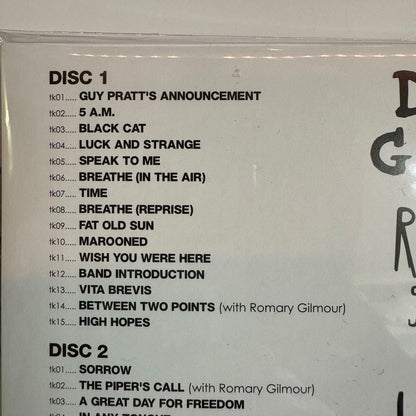 DISC 1
tk01..... GUY PRATT'S ANNOUNCEMENT
tk02..... 5 A.M.
tk03..... BLACK CAT
tk04..... LUCK AND STRANGE
tk05..... SPEAK TO ME
tk06..... BREATHE (IN THE AIR)
tk07..... TIME
tk08..... BREATHE (REPRISE)
tk09..... FAT OLD SUN
tk10..... MAROONED
tk11..... WISH YOU WERE HERE
tk12..... BAND INTRODUCTION
tk13..... VITA BREVIS
tk14..... BETWEEN TWO POINTS (with Romary Gilmour)
tk15..... HIGH HOPES
DISC 2
tk01..... SORROW
tk02..... THE PIPER'S CALL (with Romary Gilmour)
tk03..... A GREAT DAY FOR FREEDOM